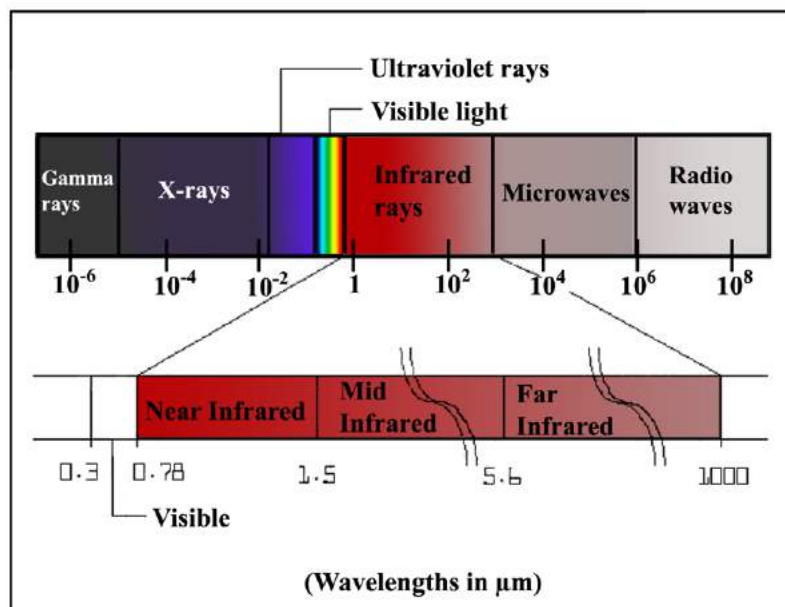 Ultraviolet rays
Visible light
Gamma rays
X-rays
Infrared rays
Microwaves
Radio waves
10⁻⁶ 10⁻⁴ 10⁻² 1 10² 10⁴ 10⁶ 10⁸
Near Infrared
Mid Infrared
Far Infrared
0.3 0.78 1.5 5.6 1000
Visible
(Wavelengths in µm)